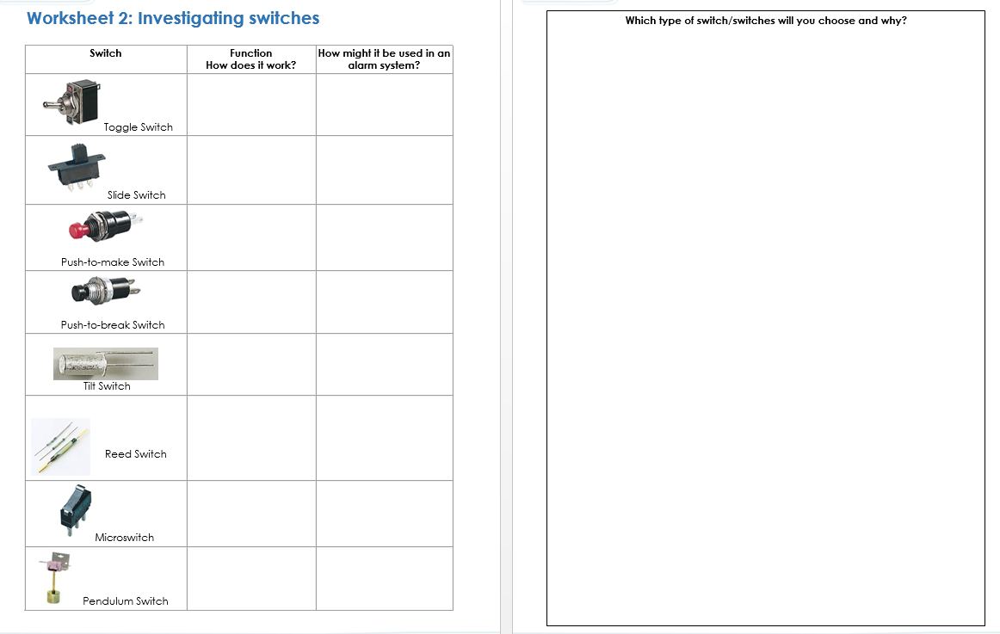 Worksheet 2: Investigating switches
Switch
Function
How does it work?
How might it be used in an
alarm system?
Toggle Switch
Slide Switch
Push-to-make Switch
Push-to-break Switch
Tilt Switch
Reed Switch
Microswitch
Pendulum Switch
Which type of switch/switches will you choose and why?